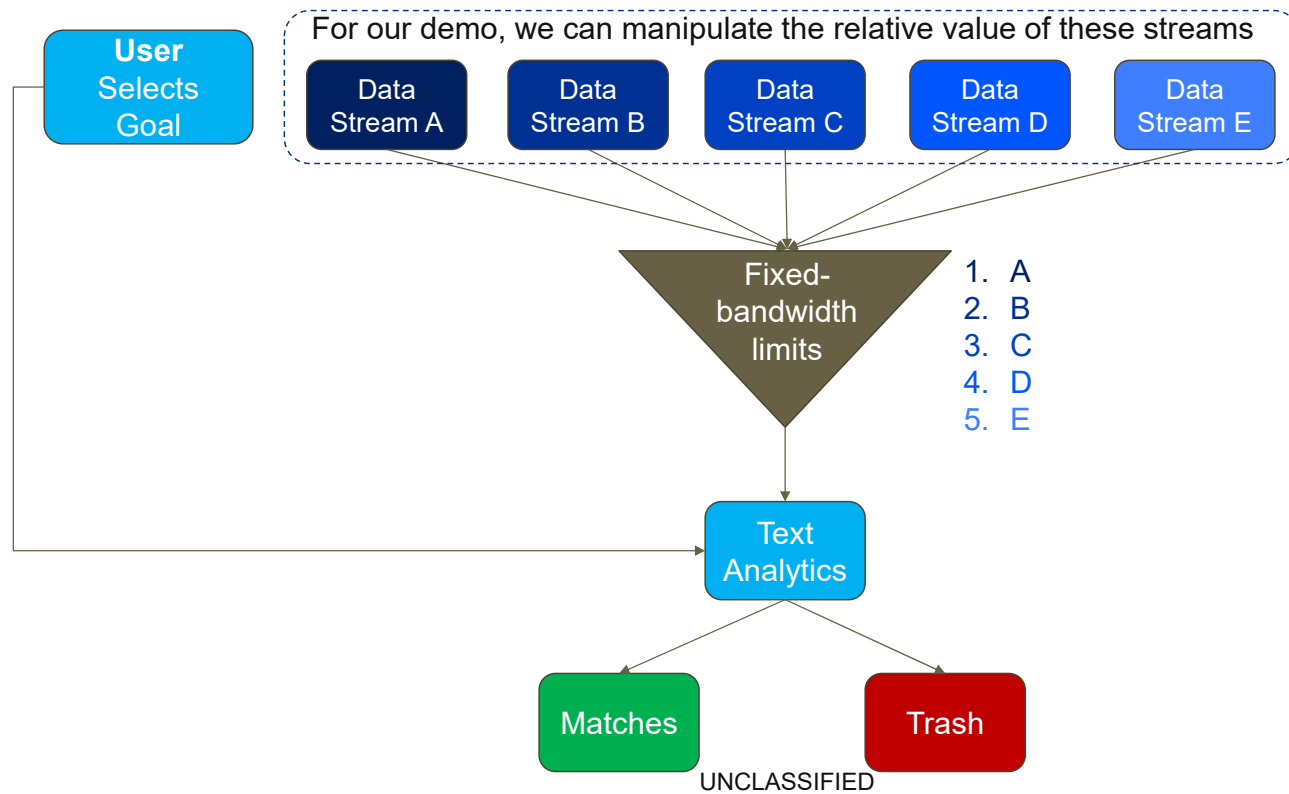 For our demo, we can manipulate the relative value of these streams
User
Selects
Goal
Data
Stream A
Data
Stream B
Data
Stream C
Data
Stream D
Data
Stream E
Fixed-
bandwidth
limits
1. A
2. B
3. C
4. D
5. E
Text
Analytics
Matches
Trash
UNCLASSIFIED